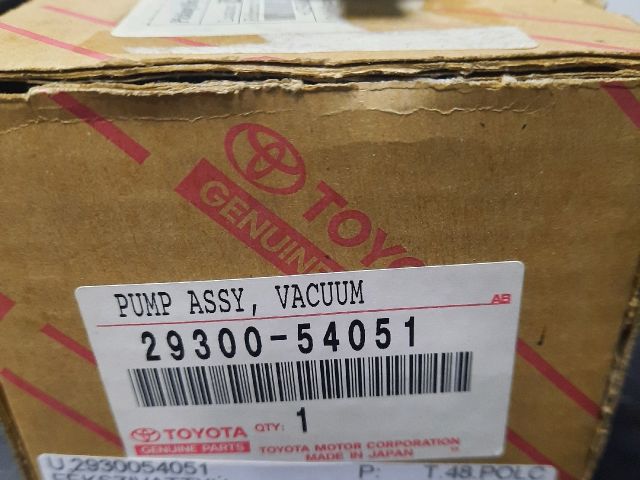 TOYOTA
GENUINE
PUMP ASSY, VACUUM
AB
29300-54051
TOYOTA QTY: 1
GENUINE PARTS TOYOTA MOTOR CORPORATION
MADE IN JAPAN
U 2930054051 P: T.48.POLC